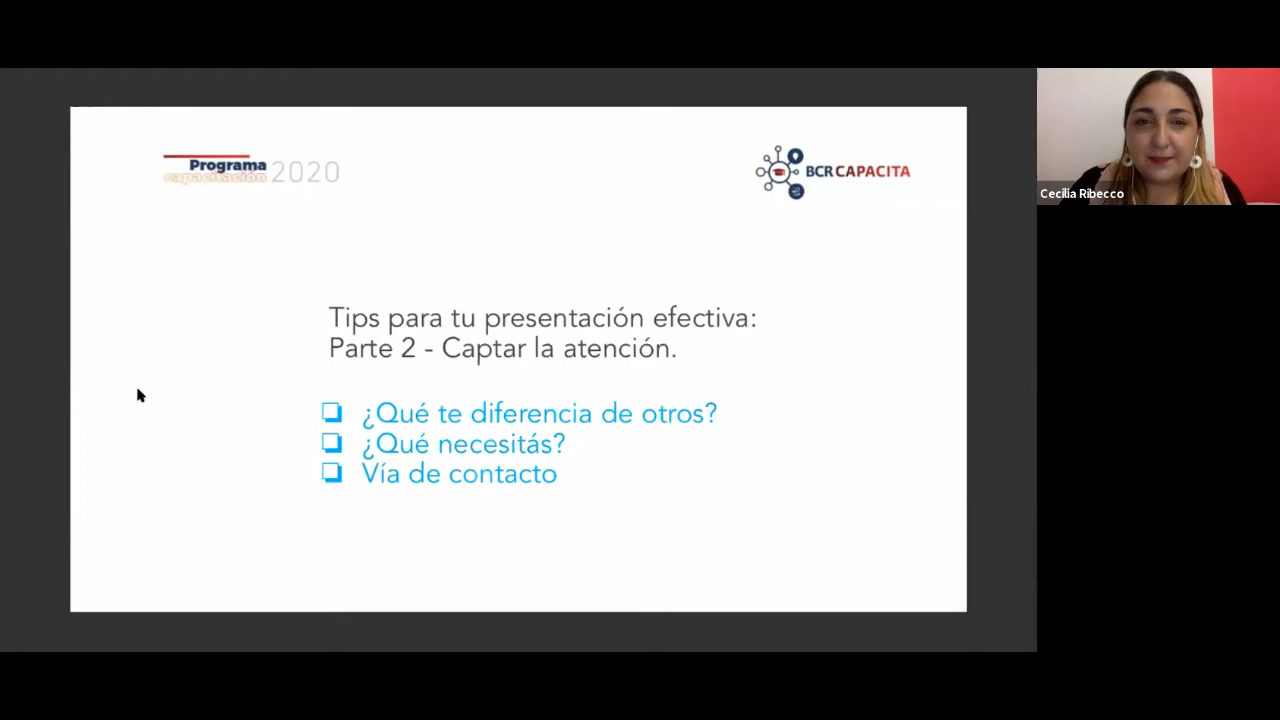 Programa
capacitación 2020
BCR CAPACITA
Cecilia Ribecco
Tips para tu presentación efectiva:
Parte 2 - Captar la atención.
¿Qué te diferencia de otros?
¿Qué necesitás?
Vía de contacto